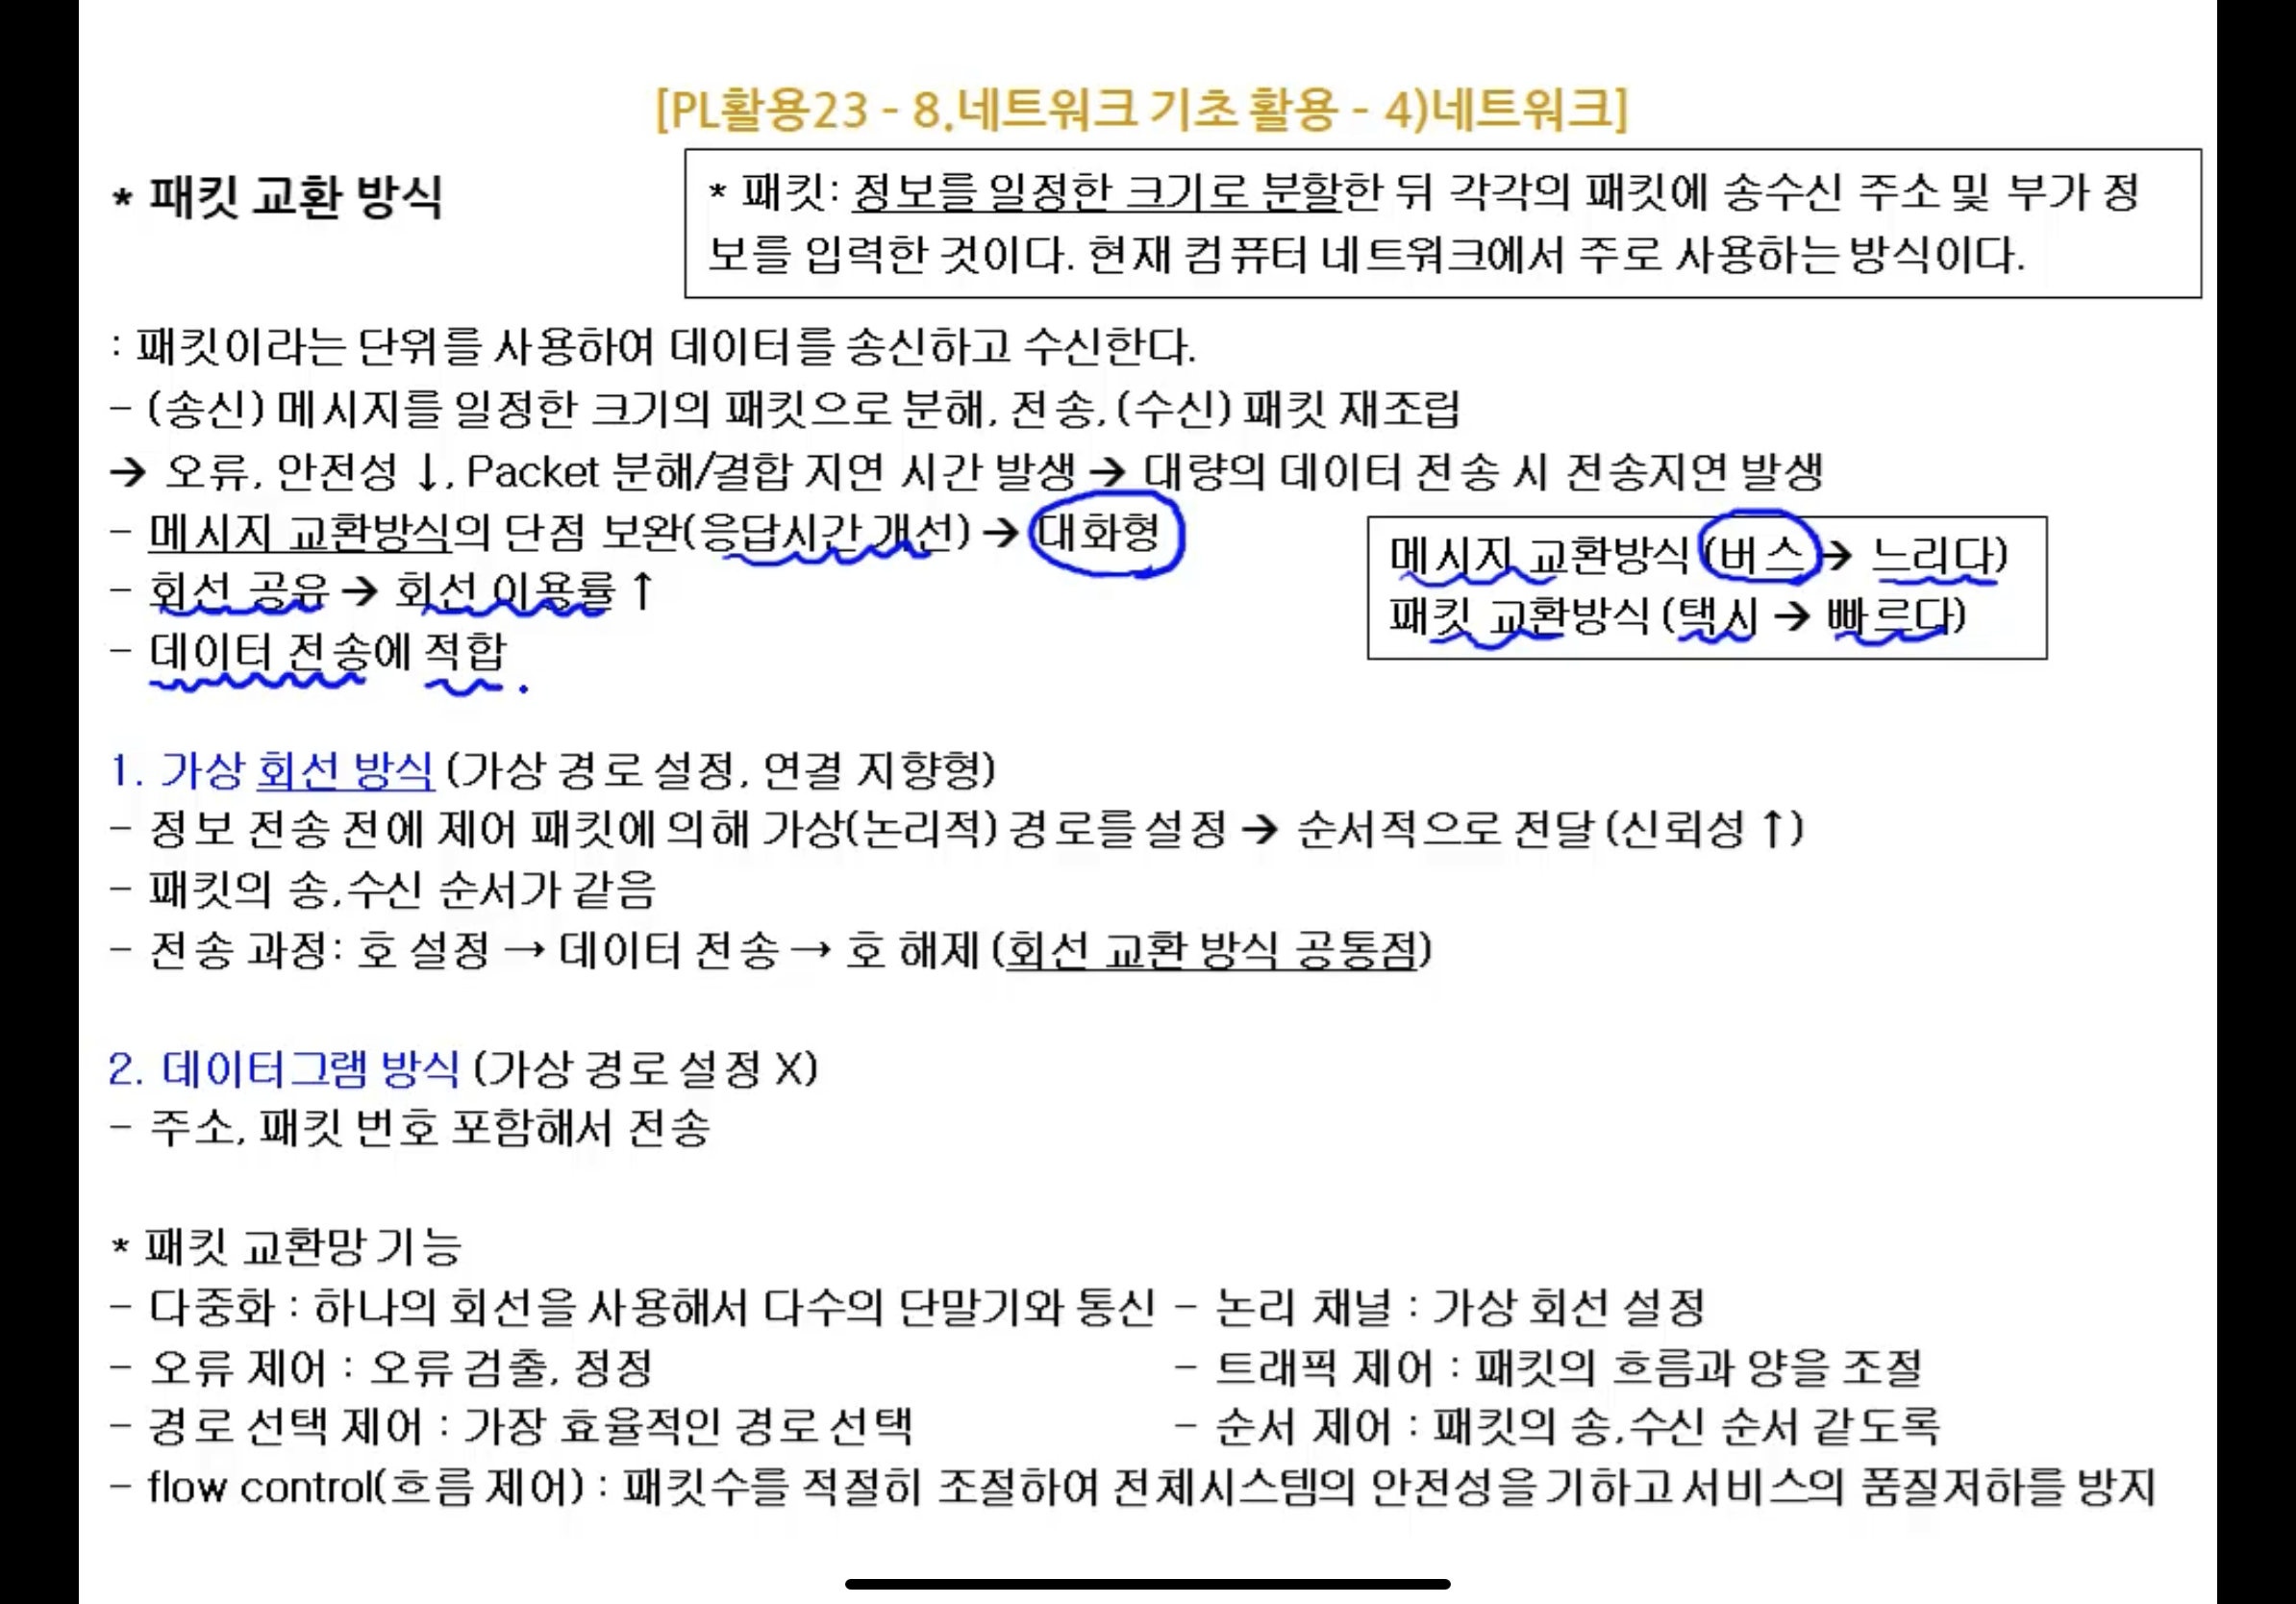 [PL활용23 - 8.네트워크 기초 활용 - 4)네트워크]
* 패킷 교환 방식
* 패킷: 정보를 일정한 크기로 분할한 뒤 각각의 패킷에 송수신 주소 및 부가 정
보를 입력한 것이다. 현재 컴퓨터 네트워크에서 주로 사용하는 방식이다.
: 패킷이라는 단위를 사용하여 데이터를 송신하고 수신한다.
- (송신) 메시지를 일정한 크기의 패킷으로 분해, 전송, (수신) 패킷 재조립
→ 오류, 안전성 ↓, Packet 분해/결합 지연 시간 발생 → 대량의 데이터 전송 시 전송지연 발생
- 메시지 교환방식의 단점 보완(응답시간 개선) → 대화형
- 회선 공유 → 회선 이용률 ↑
- 데이터 전송에 적합
메시지 교환방식 (버스 → 느리다)
패킷 교환방식 (택시 → 빠르다)
1. 가상 회선 방식 (가상 경로 설정, 연결 지향형)
- 정보 전송 전에 제어 패킷에 의해 가상(논리적) 경로를 설정 → 순서적으로 전달 (신뢰성 ↑)
- 패킷의 송,수신 순서가 같음
- 전송 과정: 호 설정 → 데이터 전송 → 호 해제 (회선 교환 방식 공통점)
2. 데이터그램 방식 (가상 경로 설정 X)
- 주소, 패킷 번호 포함해서 전송
* 패킷 교환망 기능
- 다중화 : 하나의 회선을 사용해서 다수의 단말기와 통신 - 논리 채널 : 가상 회선 설정
- 오류 제어 : 오류 검출, 정정 - 트래픽 제어 : 패킷의 흐름과 양을 조절
- 경로 선택 제어 : 가장 효율적인 경로 선택 - 순서 제어 : 패킷의 송,수신 순서 같도록
- flow control(흐름 제어) : 패킷수를 적절히 조절하여 전체시스템의 안전성을 기하고 서비스의 품질저하를 방지